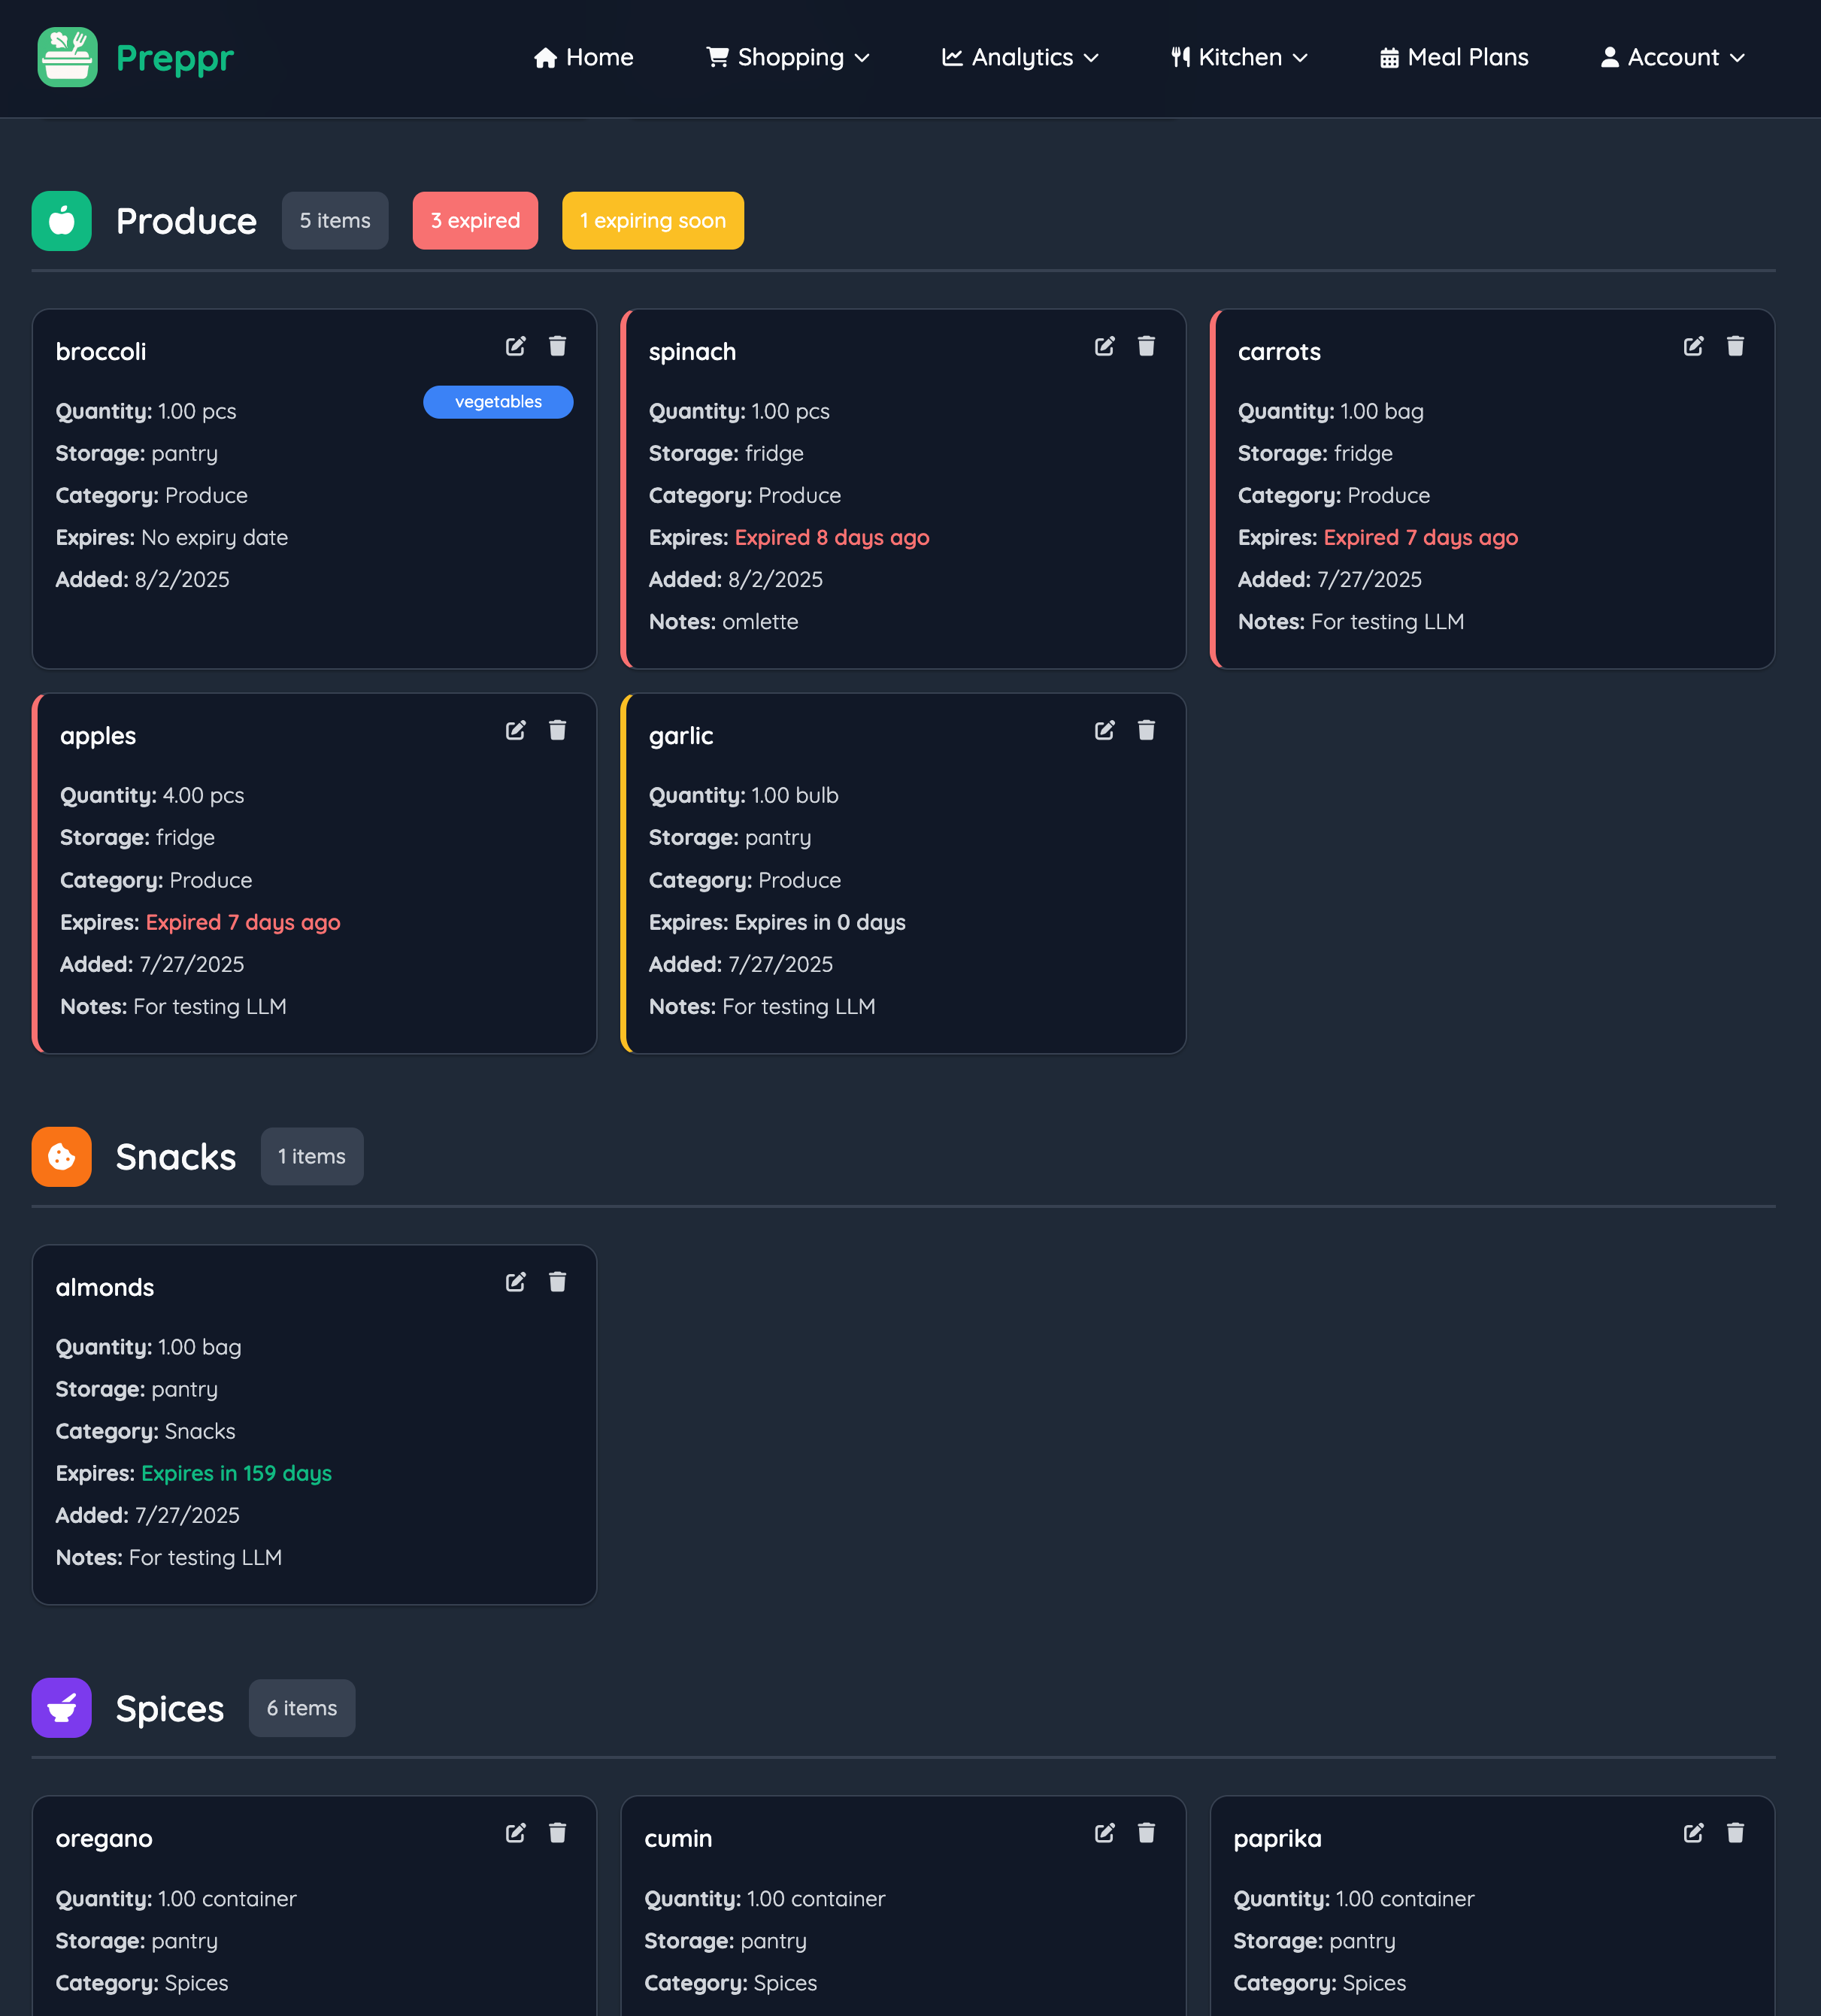 Preppr
Home
Shopping
Analytics
Kitchen
Meal Plans
Account
Produce
5 items
3 expired
1 expiring soon
broccoli
Quantity: 1.00 pcs
vegetables
Storage: pantry
Category: Produce
Expires: No expiry date
Added: 8/2/2025
spinach
Quantity: 1.00 pcs
Storage: fridge
Category: Produce
Expires: Expired 8 days ago
Added: 8/2/2025
Notes: omlette
carrots
Quantity: 1.00 bag
Storage: fridge
Category: Produce
Expires: Expired 7 days ago
Added: 7/27/2025
Notes: For testing LLM
apples
Quantity: 4.00 pcs
Storage: fridge
Category: Produce
Expires: Expired 7 days ago
Added: 7/27/2025
Notes: For testing LLM
garlic
Quantity: 1.00 bulb
Storage: pantry
Category: Produce
Expires: Expires in 0 days
Added: 7/27/2025
Notes: For testing LLM
Snacks
1 items
almonds
Quantity: 1.00 bag
Storage: pantry
Category: Snacks
Expires: Expires in 159 days
Added: 7/27/2025
Notes: For testing LLM
Spices
6 items
oregano
Quantity: 1.00 container
Storage: pantry
Category: Spices
cumin
Quantity: 1.00 container
Storage: pantry
Category: Spices
paprika
Quantity: 1.00 container
Storage: pantry
Category: Spices